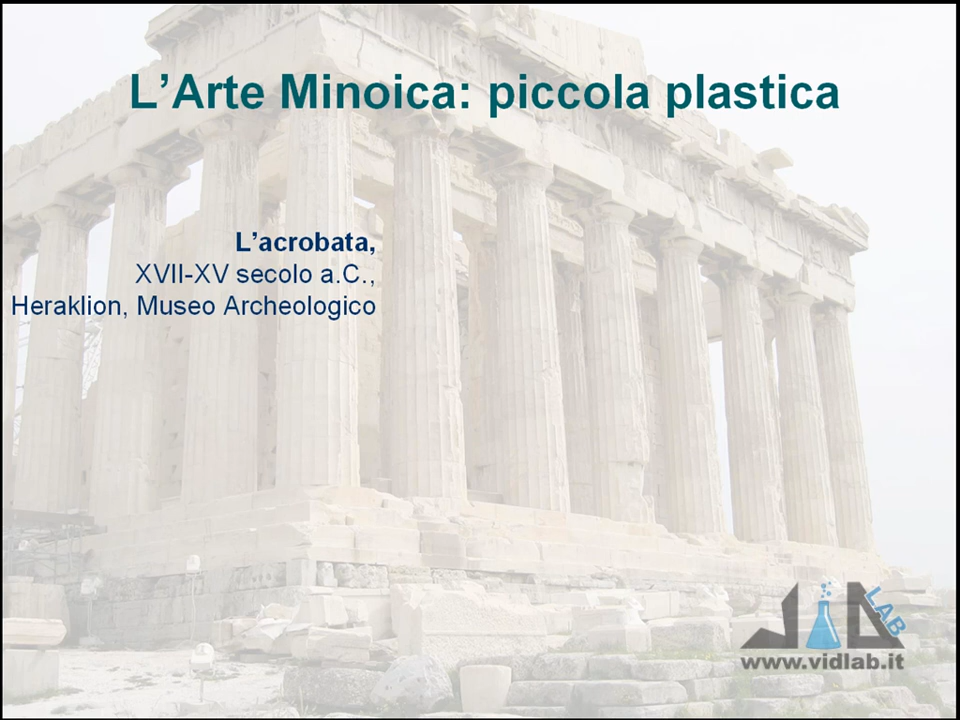 L'Arte Minoica: piccola plastica
L'acrobata,
XVII-XV secolo a.C.,
Heraklion, Museo Archeologico
LAB
www.vidlab.it